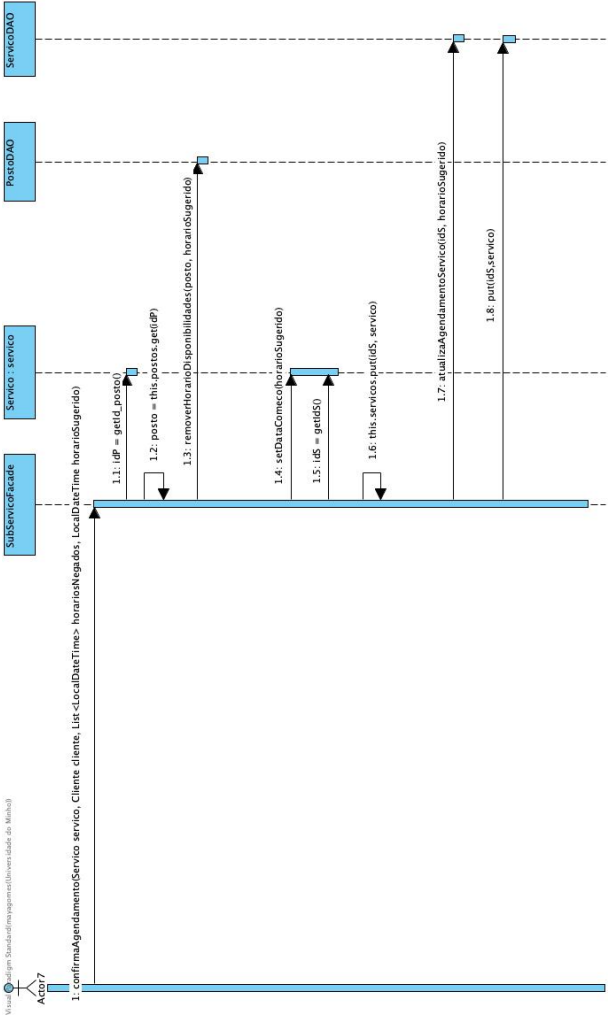 Visual Paradigm Standard(mayagomes(Universidade do Minho))
Actor7
SubServicoFacade
Servico : servico
PostoDAO
ServicoDAO
1: confirmaAgendamento(Servico servico, Cliente cliente, List<LocalDateTime> horariosNegados, LocalDateTime horarioSugerido)
1.1: idP = getId_posto()
1.2: posto = this.postos.get(idP)
1.3: removerHorarioDisponibilidades(posto, horarioSugerido)
1.4: setDataComeco(horarioSugerido)
1.5: idS = getIdS()
1.6: this.servicos.put(idS, servico)
1.7: atualizaAgendamentoServico(idS, horarioSugerido)
1.8: put(idS,servico)